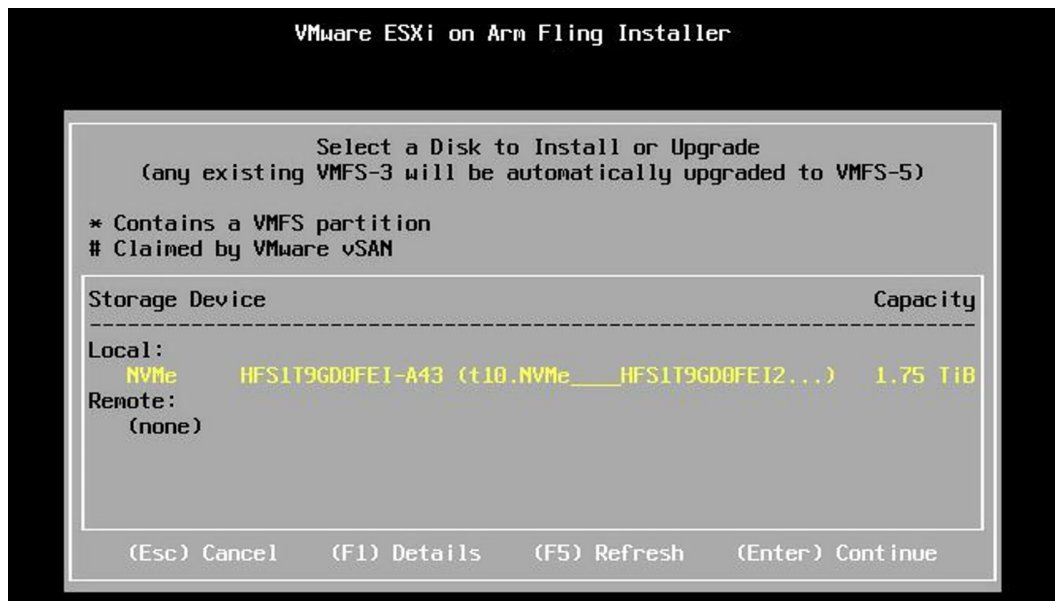 VMware ESXi on Arm Fling Installer
Select a Disk to Install or Upgrade
(any existing VMFS-3 will be automatically upgraded to VMFS-5)
* Contains a VMFS partition
# Claimed by VMware vSAN
Storage Device Capacity
--------------------------------------------------------------------
Local:
NVMe HFS1T9GD0FEI-A43 (t10.NVMe____HFS1T9GD0FEI2...) 1.75 TiB
Remote:
(none)
(Esc) Cancel (F1) Details (F5) Refresh (Enter) Continue